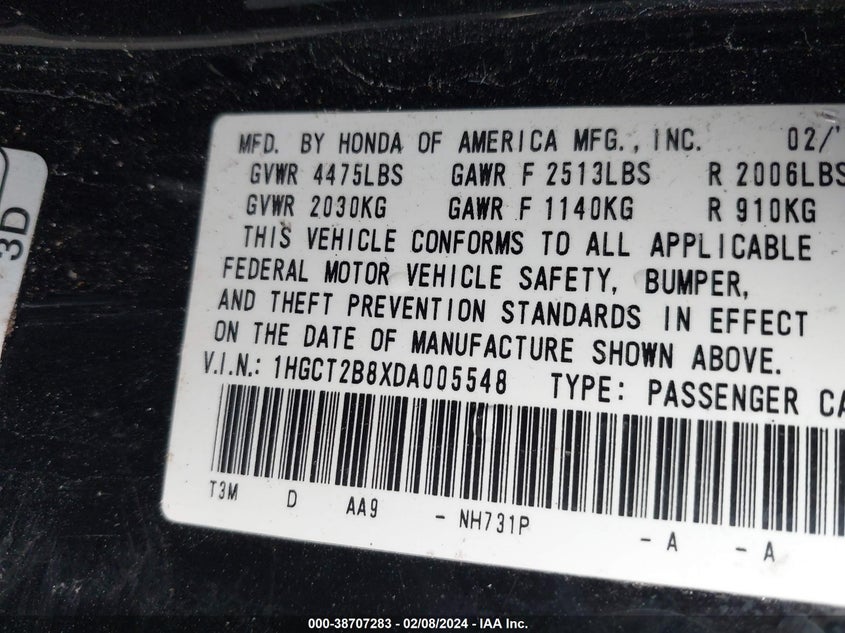 MFD. BY HONDA OF AMERICA MFG., INC. 02/'
GVWR 4475LBS GAWR F 2513LBS R 2006LBS
GVWR 2030KG GAWR F 1140KG R 910KG
THIS VEHICLE CONFORMS TO ALL APPLICABLE
FEDERAL MOTOR VEHICLE SAFETY, BUMPER,
AND THEFT PREVENTION STANDARDS IN EFFECT
ON THE DATE OF MANUFACTURE SHOWN ABOVE.
V.I.N.: 1HGCT2B8XDA005548 TYPE: PASSENGER CA
T3M D AA9 - NH731P - A - A
3D
000-38707283 - 02/08/2024 - IAA Inc.